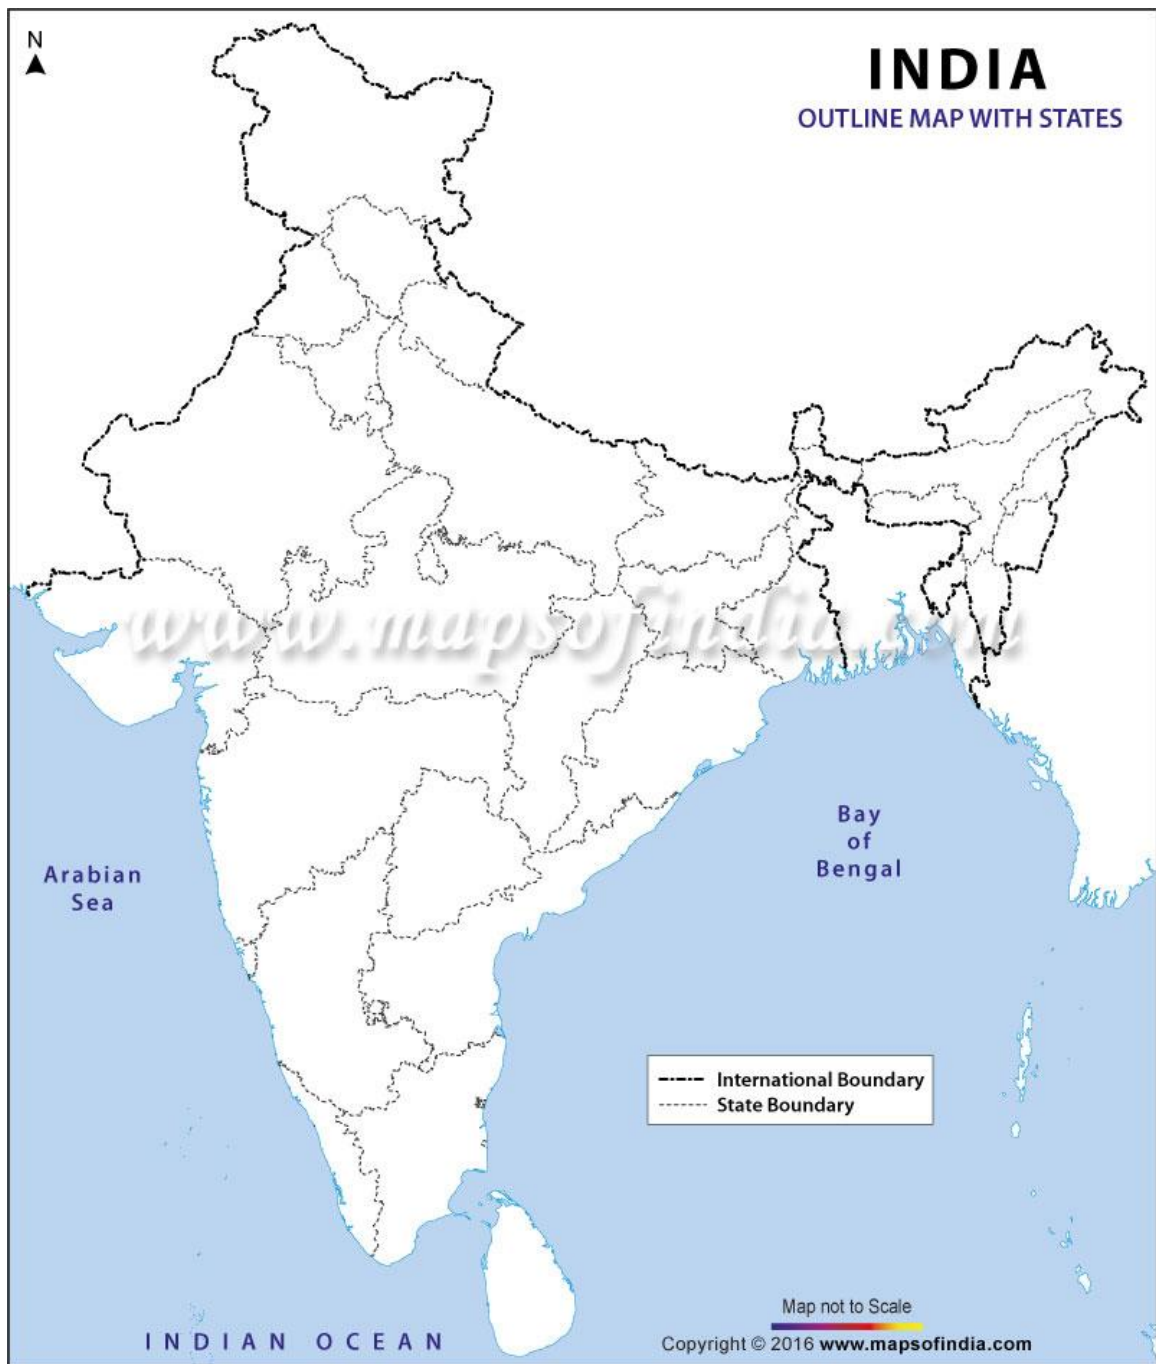 N
INDIA
OUTLINE MAP WITH STATES
www.mapsofindia.com
Arabian
Sea
Bay
of
Bengal
International Boundary
State Boundary
Map not to Scale
INDIAN OCEAN
Copyright © 2016 www.mapsofindia.com